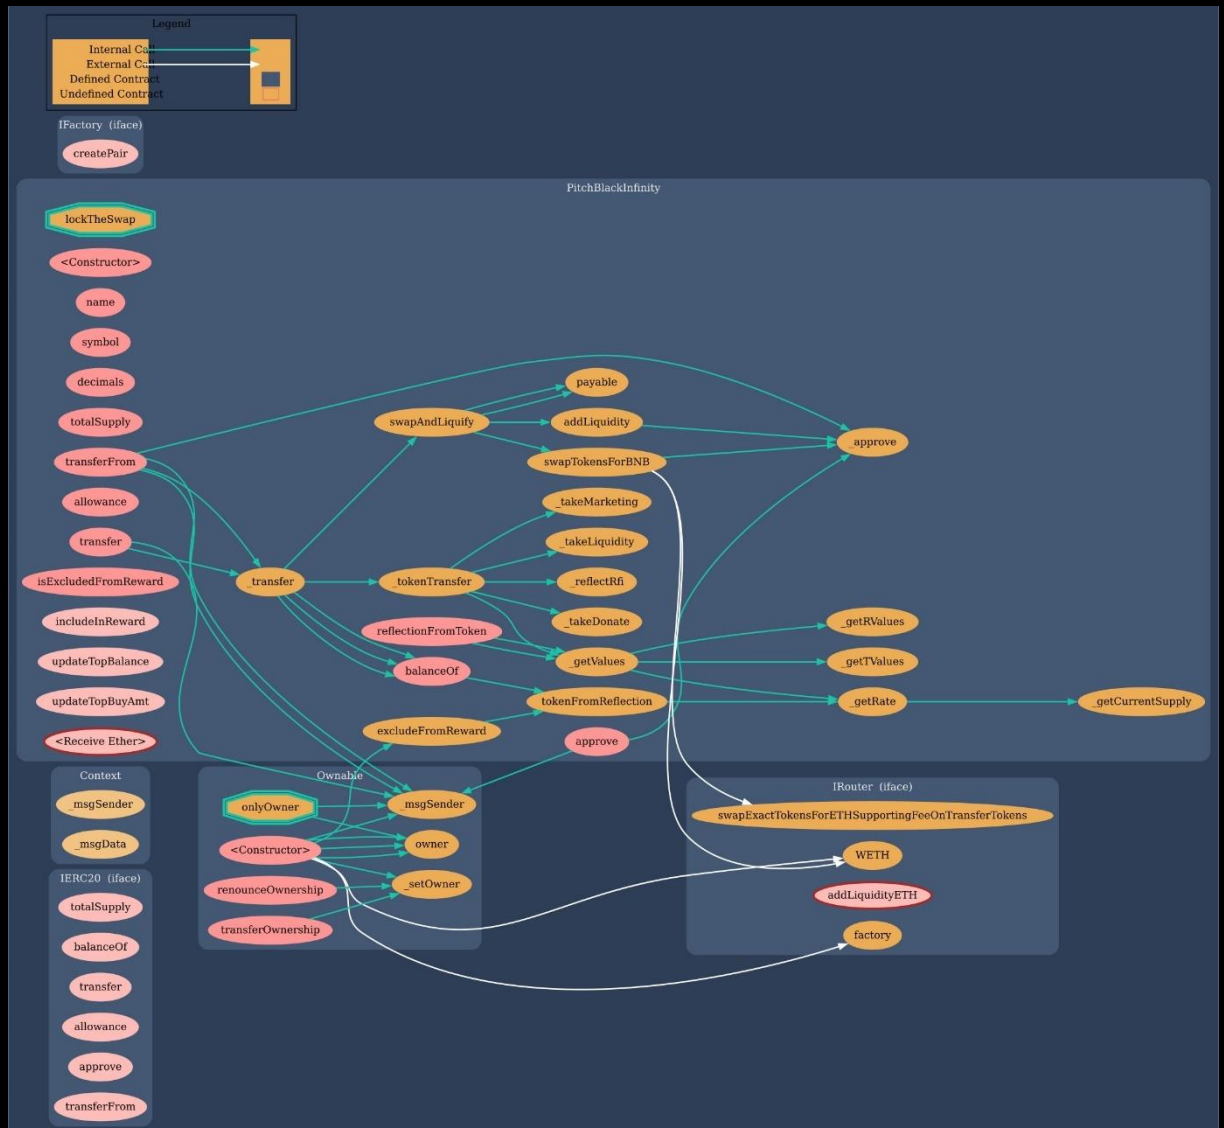 Legend
Internal Call
External Call
Defined Contract
Undefined Contract
IFactory (iface)
createPair
PitchBlackInfinity
lockTheSwap
<Constructor>
name
symbol
decimals
totalSupply
transferFrom
allowance
transfer
isExcludedFromReward
includeInReward
updateTopBalance
updateTopBuyAmt
<Receive Ether>
_transfer
swapAndLiquify
_tokenTransfer
reflectionFromToken
balanceOf
excludeFromReward
payable
addLiquidity
swapTokensForBNB
_takeMarketing
_takeLiquidity
_reflectRfi
_takeDonate
_getValues
tokenFromReflection
approve
_approve
_getRValues
_getTValues
_getRate
_getCurrentSupply
Context
_msgSender
_msgData
Ownable
onlyOwner
<Constructor>
renounceOwnership
transferOwnership
_msgSender
owner
_setOwner
IRouter (iface)
swapExactTokensForETHSupportingFeeOnTransferTokens
WETH
addLiquidityETH
factory
IERC20 (iface)
totalSupply
balanceOf
transfer
allowance
approve
transferFrom